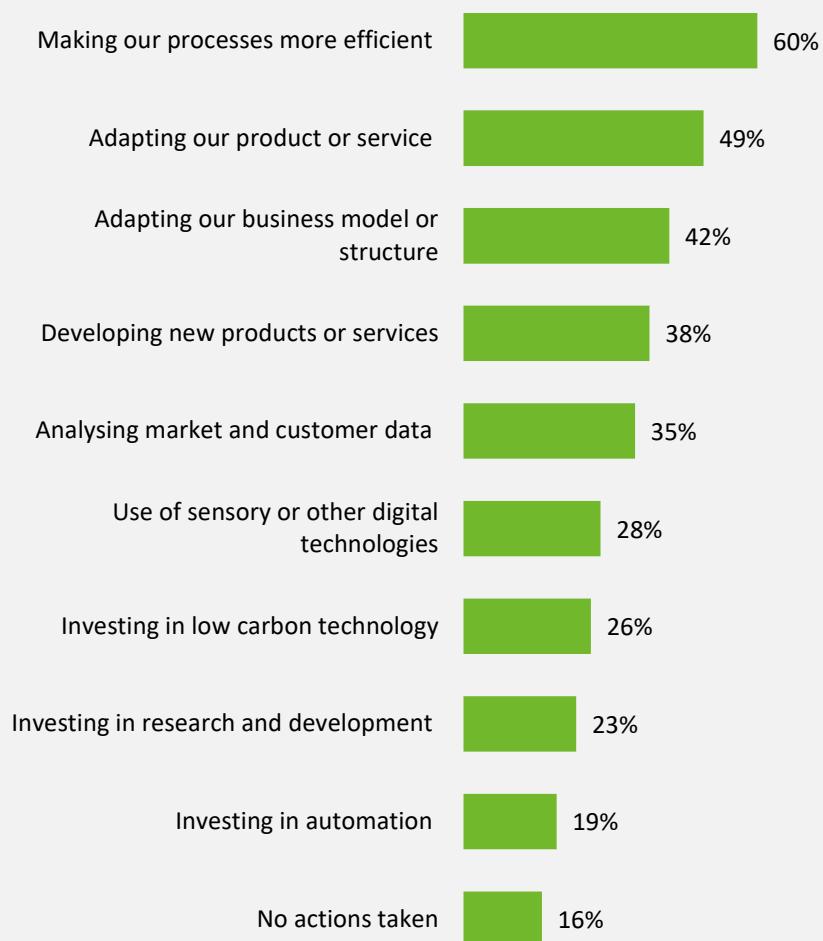 Making our processes more efficient 60%
Adapting our product or service 49%
Adapting our business model or
structure 42%
Developing new products or services 38%
Analysing market and customer data 35%
Use of sensory or other digital
technologies 28%
Investing in low carbon technology 26%
Investing in research and development 23%
Investing in automation 19%
No actions taken 16%